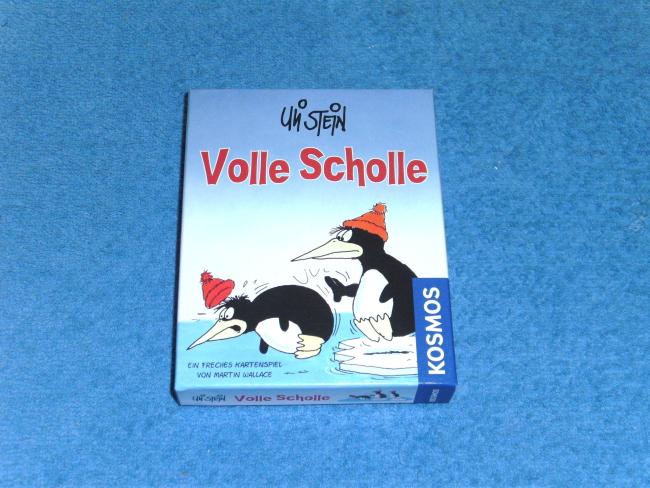 Uli STEIN
Volle Scholle
EIN FRECHES KARTENSPIEL
VON MARTIN WALLACE
KOSMOS
Uli STEIN Volle Scholle KOSMOS